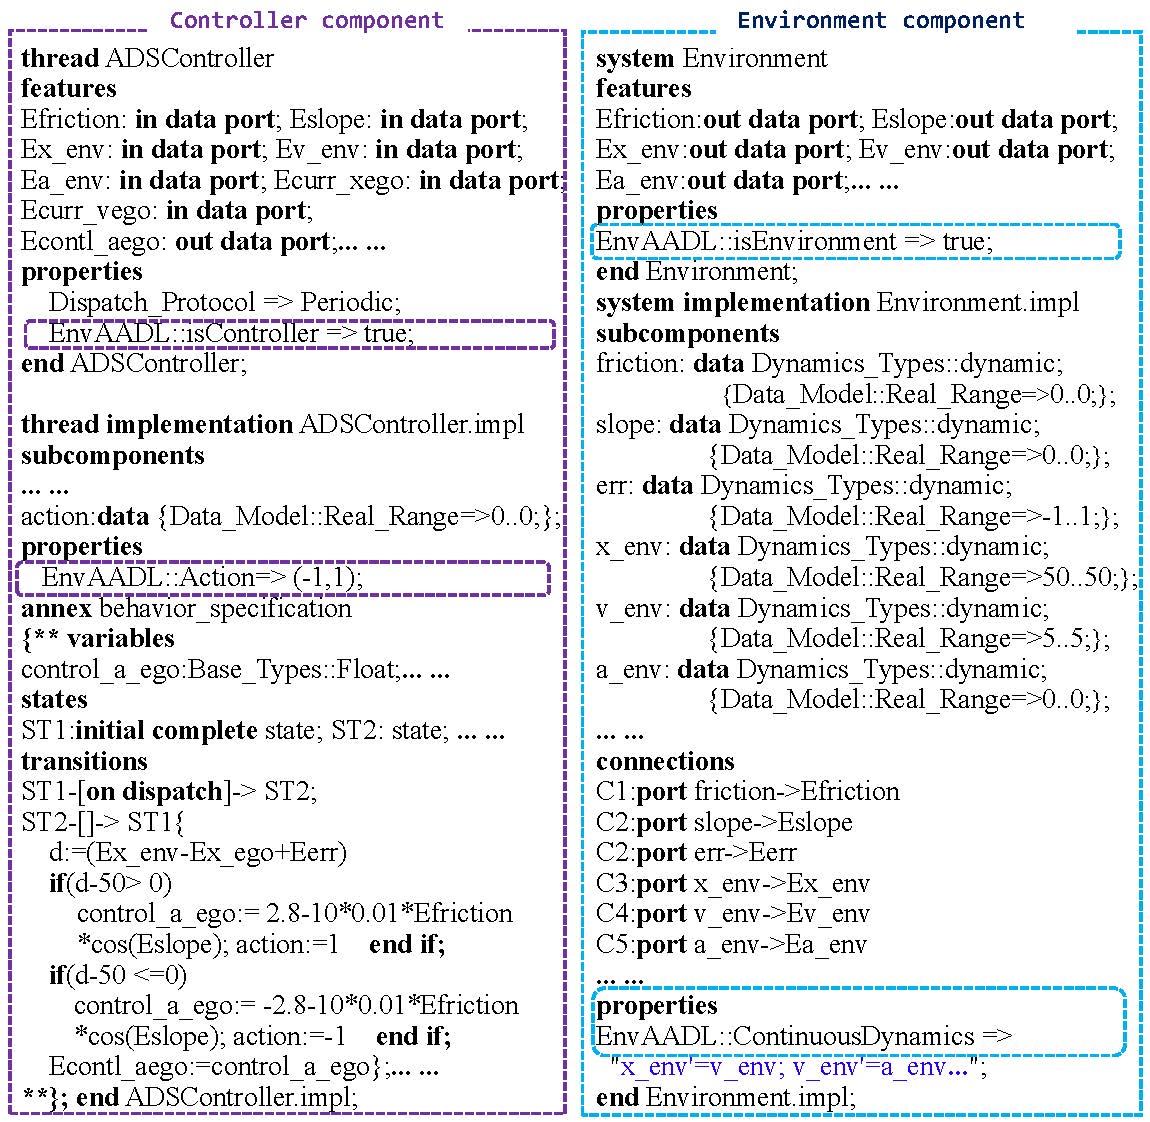 Controller component
thread ADSController
features
Efriction: in data port; Eslope: in data port;
Ex_env: in data port; Ev_env: in data port;
Ea_env: in data port; Ecurr_xego: in data port;
Ecurr_vego: in data port;
Econtl_aego: out data port;... ...
properties
Dispatch_Protocol => Periodic;
EnvAADL::isController => true;
end ADSController;
thread implementation ADSController.impl
subcomponents
... ...
action:data {Data_Model::Real_Range=>0..0;};
properties
EnvAADL::Action=> (-1,1);
annex behavior_specification
{** variables
control_a_ego:Base_Types::Float;... ...
states
ST1:initial complete state; ST2: state; ... ...
transitions
ST1-[on dispatch]-> ST2;
ST2-[]-> ST1{
d:=(Ex_env-Ex_ego+Eerr)
if(d-50> 0)
control_a_ego:= 2.8-10*0.01*Efriction
*cos(Eslope); action:=1 end if;
if(d-50 <=0)
control_a_ego:= -2.8-10*0.01*Efriction
*cos(Eslope); action:=-1 end if;
Econtl_aego:=control_a_ego};... ...
**}; end ADSController.impl;
Environment component
system Environment
features
Efriction:out data port; Eslope:out data port;
Ex_env:out data port; Ev_env:out data port;
Ea_env:out data port;... ...
properties
EnvAADL::isEnvironment => true;
end Environment;
system implementation Environment.impl
subcomponents
friction: data Dynamics_Types::dynamic;
{Data_Model::Real_Range=>0..0;};
slope: data Dynamics_Types::dynamic;
{Data_Model::Real_Range=>0..0;};
err: data Dynamics_Types::dynamic;
{Data_Model::Real_Range=>-1..1;};
x_env: data Dynamics_Types::dynamic;
{Data_Model::Real_Range=>50..50;};
v_env: data Dynamics_Types::dynamic;
{Data_Model::Real_Range=>5..5;};
a_env: data Dynamics_Types::dynamic;
{Data_Model::Real_Range=>0..0;};
... ...
connections
C1:port friction->Efriction
C2:port slope->Eslope
C2:port err->Eerr
C3:port x_env->Ex_env
C4:port v_env->Ev_env
C5:port a_env->Ea_env
... ...
properties
EnvAADL::ContinuousDynamics =>
"x_env'=v_env; v_env'=a_env...";
end Environment.impl;